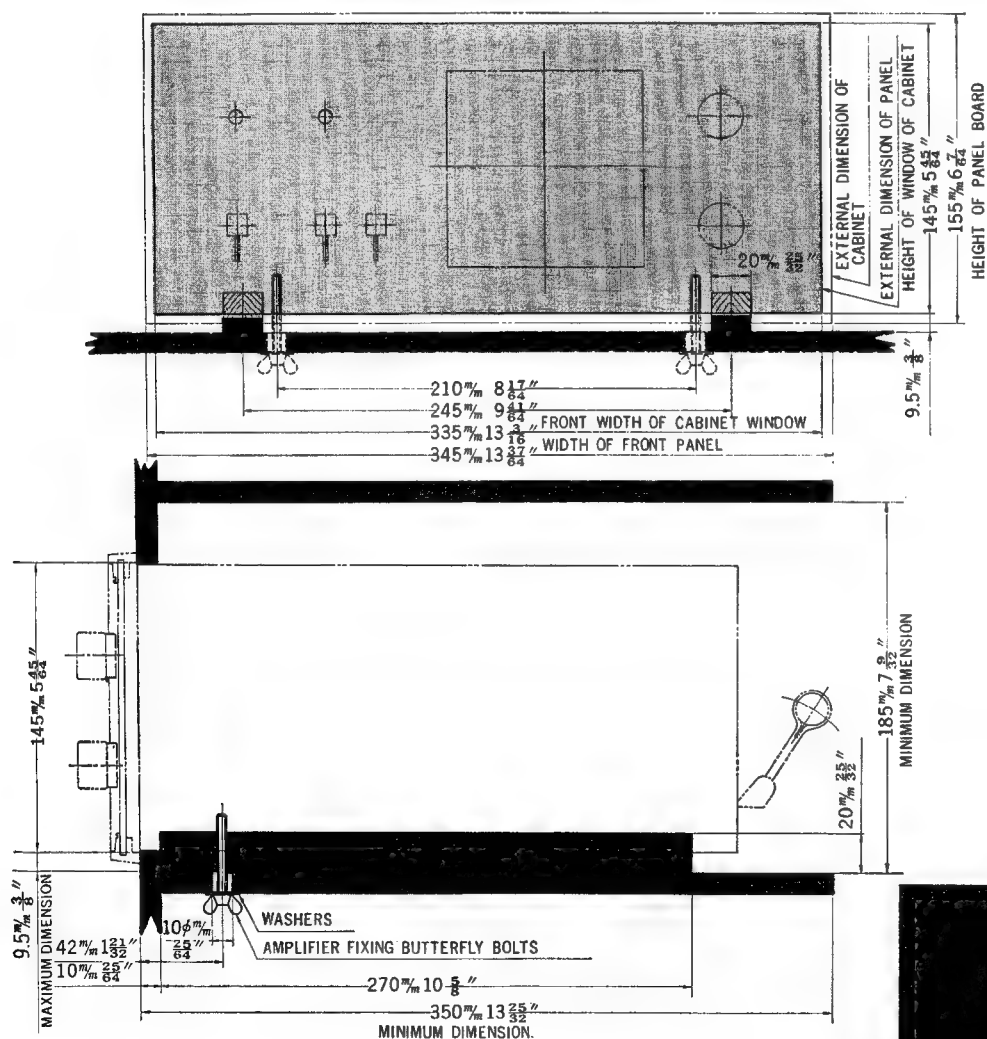 EXTERNAL DIMENSION OF
CABINET
EXTERNAL DIMENSION OF PANEL
HEIGHT OF WINDOW OF CABINET
145m/m 5 45/64"
155m/m 6 7/64"
HEIGHT OF PANEL BOARD
20m/m 25/32"
9.5m/m 3/8"
210m/m 8 17/64"
245m/m 9 41/64"
335m/m 13 3/16" FRONT WIDTH OF CABINET WINDOW
345m/m 13 37/64" WIDTH OF FRONT PANEL
145m/m 5 45/64"
185m/m 7 9/32"
MINIMUM DIMENSION
20m/m 25/32"
9.5m/m 3/8"
MAXIMUM DIMENSION
WASHERS
10φm/m
25/64"
AMPLIFIER FIXING BUTTERFLY BOLTS
42m/m 1 21/32"
10m/m 25/64"
270m/m 10 5/8"
350m/m 13 25/32"
MINIMUM DIMENSION.